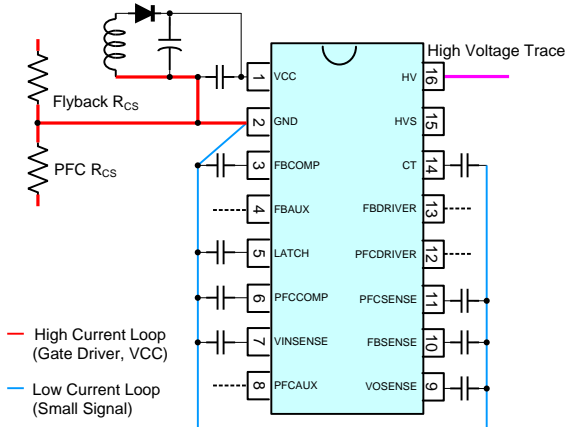 High Voltage Trace
1 VCC HV 16
Flyback RCS
2 GND HVS 15
PFC RCS
3 FBCOMP CT 14
4 FBAUX FBDRIVER 13
5 LATCH PFCDRIVER 12
6 PFCCOMP PFCSENSE 11
7 VINSENSE FBSENSE 10
8 PFCAUX VOSENSE 9
High Current Loop
(Gate Driver, VCC)
Low Current Loop
(Small Signal)